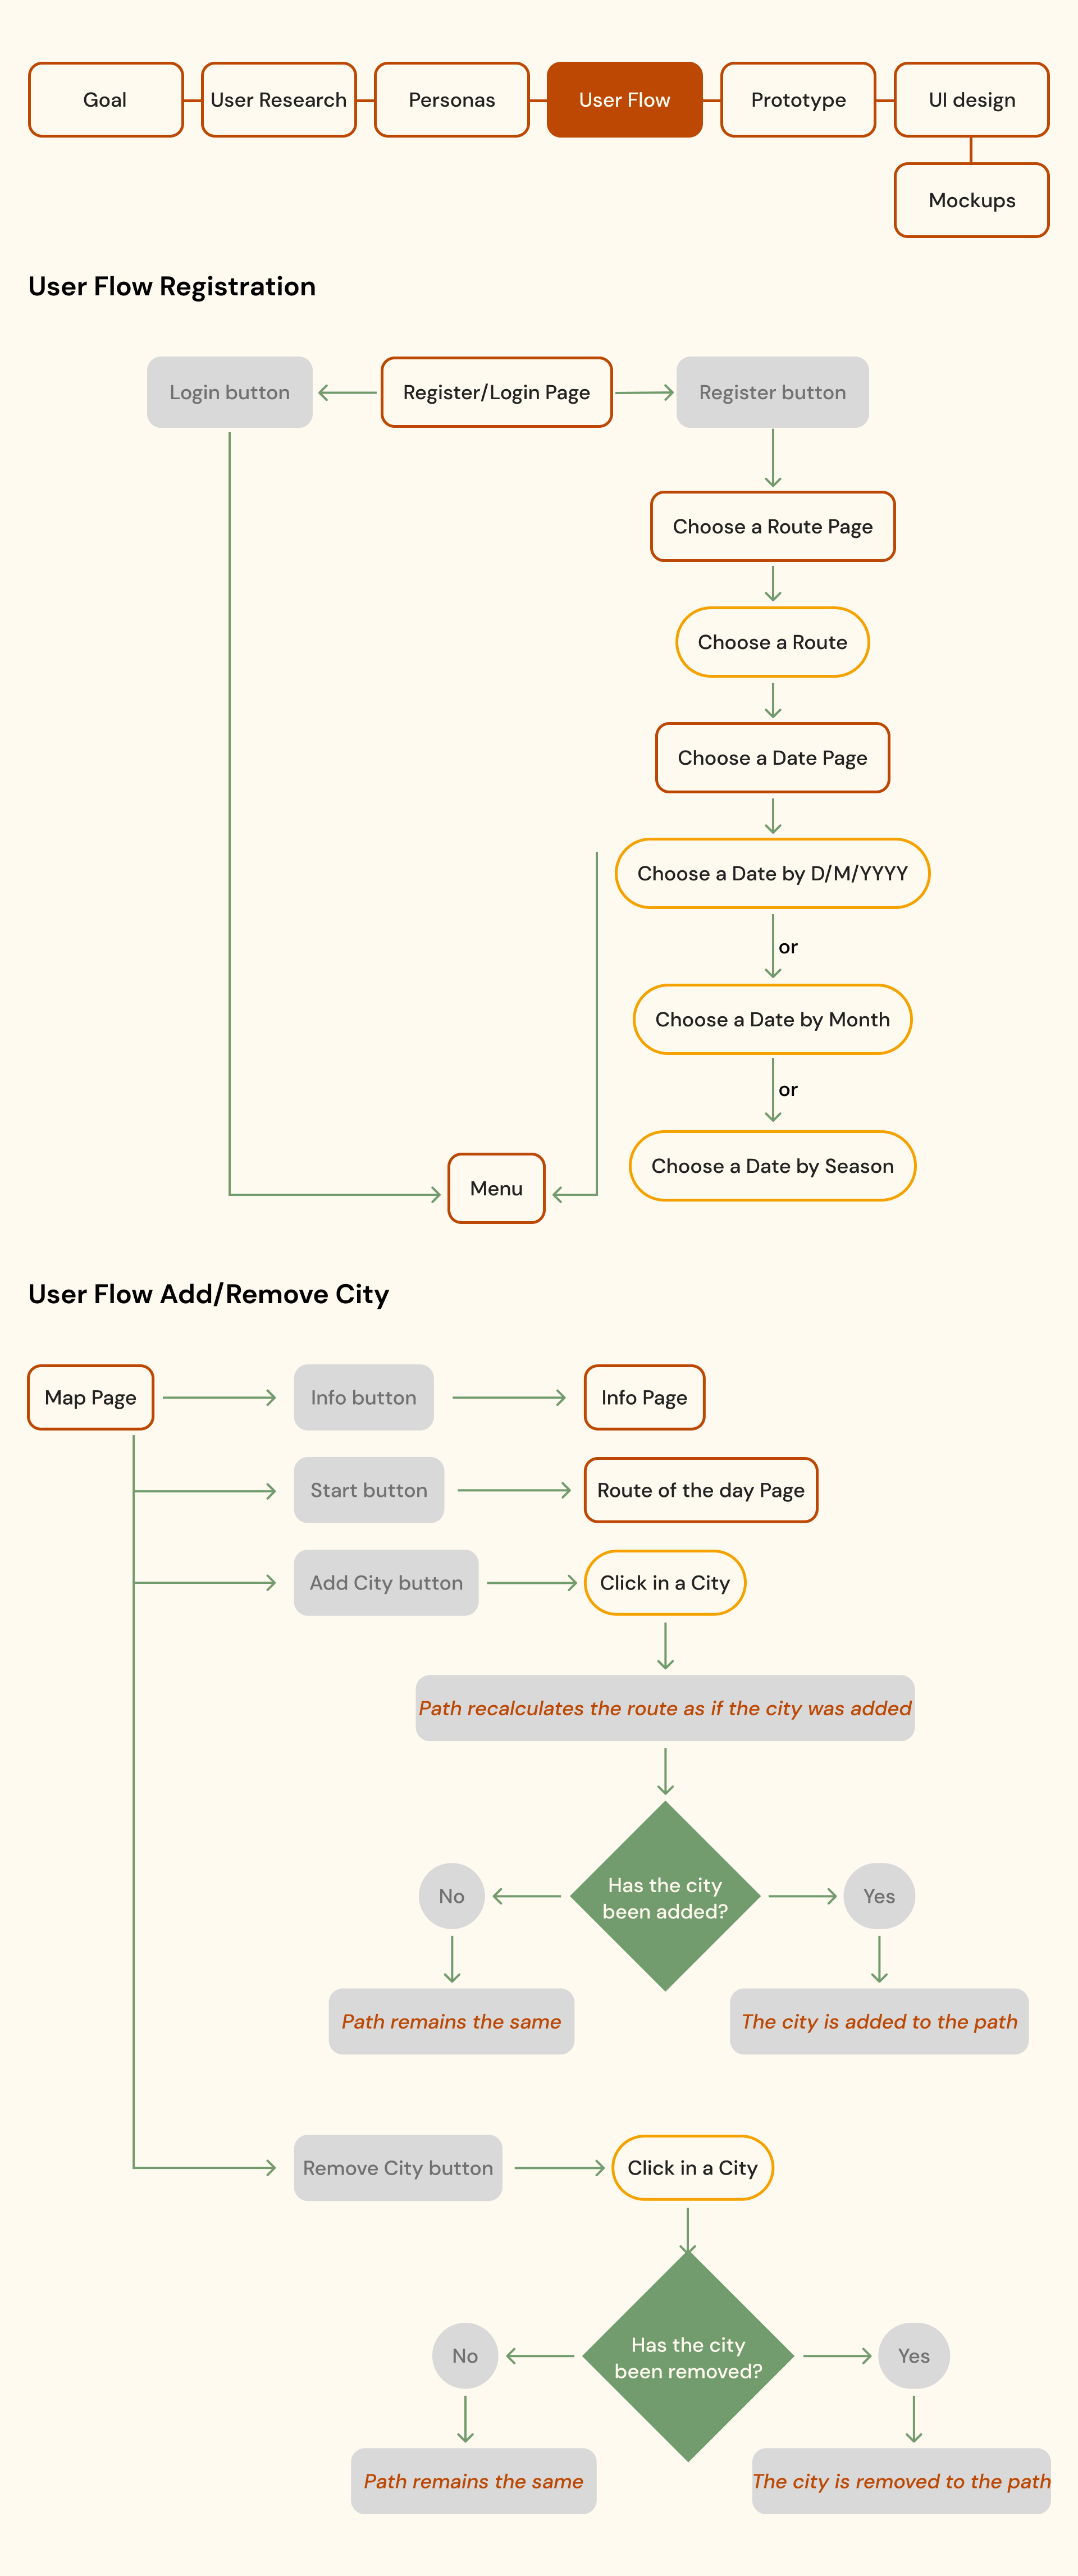 Goal
User Research
Personas
User Flow
Prototype
UI design
Mockups
User Flow Registration
Login button
Register/Login Page
Register button
Choose a Route Page
Choose a Route
Choose a Date Page
Choose a Date by D/M/YYYY
or
Choose a Date by Month
or
Choose a Date by Season
Menu
User Flow Add/Remove City
Map Page
Info button
Info Page
Start button
Route of the day Page
Add City button
Click in a City
Path recalculates the route as if the city was added
Has the city
been added?
No
Yes
Path remains the same
The city is added to the path
Remove City button
Click in a City
Has the city
been removed?
No
Yes
Path remains the same
The city is removed to the path